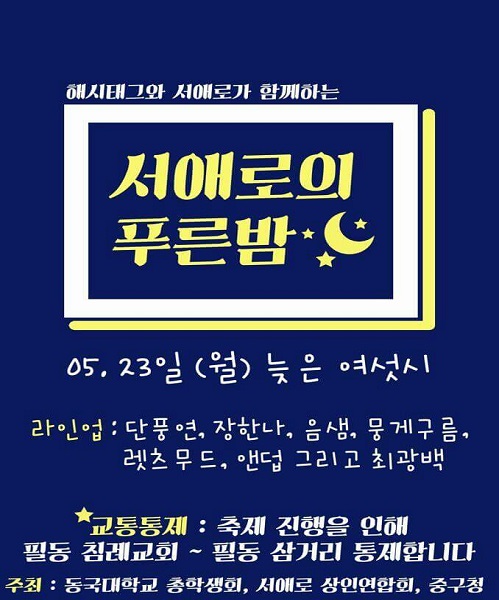 해시태그와 서애로가 함께하는
서애로의
푸른밤
05. 23일 (월) 늦은 여섯시
라인업 : 단풍연, 장한나, 음샘, 뭉게구름,
렛츠무드, 앤덥 그리고 최광백
교통통제 : 축제 진행을 인해
필동 침례교회 ~ 필동 삼거리 통제합니다
주최 : 동국대학교 총학생회, 서애로 상인연합회, 중구청